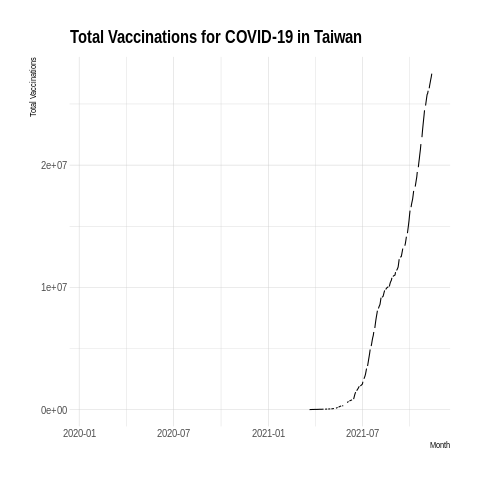 Total Vaccinations for COVID-19 in Taiwan
Total Vaccinations
2e+07
1e+07
0e+00
2020-01 2020-07 2021-01 2021-07
Month